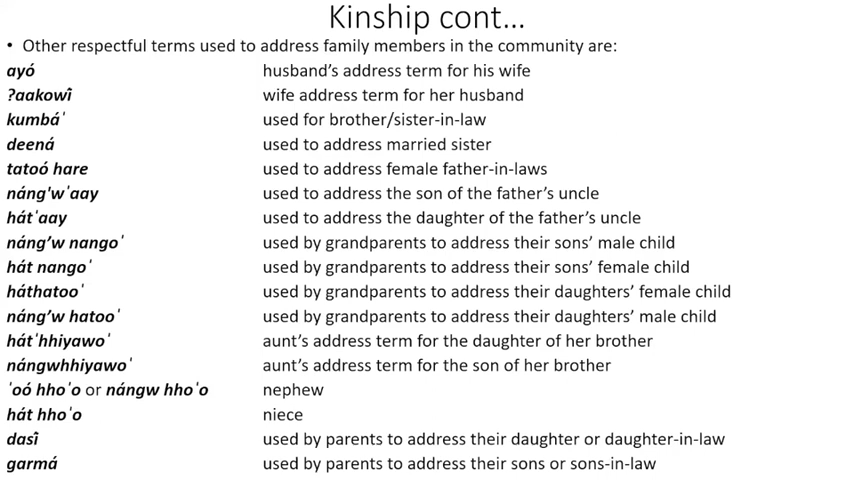 Kinship cont...
• Other respectful terms used to address family members in the community are:
ayó husband's address term for his wife
ʔaakowî wife address term for her husband
kumbáˈ used for brother/sister-in-law
deená used to address married sister
tatoó hare used to address female father-in-laws
náng'wˈaay used to address the son of the father's uncle
hátˈaay used to address the daughter of the father's uncle
náng'w nangoˈ used by grandparents to address their sons' male child
hát nangoˈ used by grandparents to address their sons' female child
háthatooˈ used by grandparents to address their daughters' female child
náng'w hatooˈ used by grandparents to address their daughters' male child
hátˈhhiyawoˈ aunt's address term for the daughter of her brother
nángwhhiyawoˈ aunt's address term for the son of her brother
ˈoó hhoˈo or nángw hhoˈo nephew
hát hhoˈo niece
dasî used by parents to address their daughter or daughter-in-law
garmá used by parents to address their sons or sons-in-law